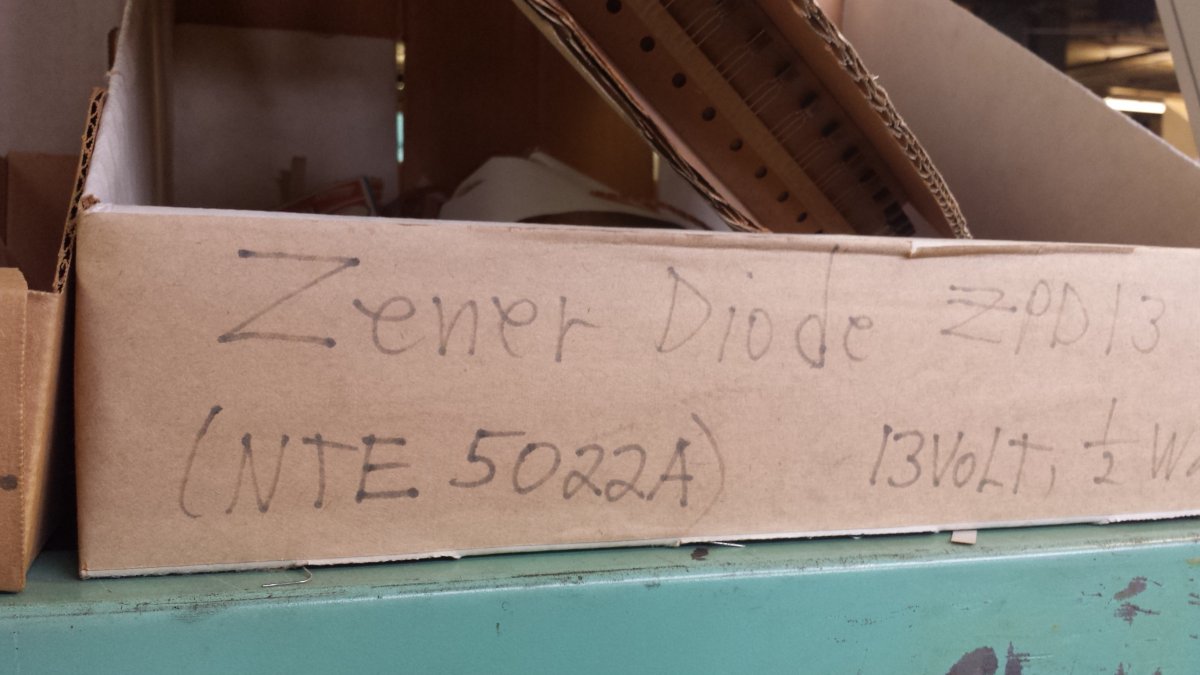 Zener Diode ZPD13
(NTE 5022A) 13VOLT, 1/2 W